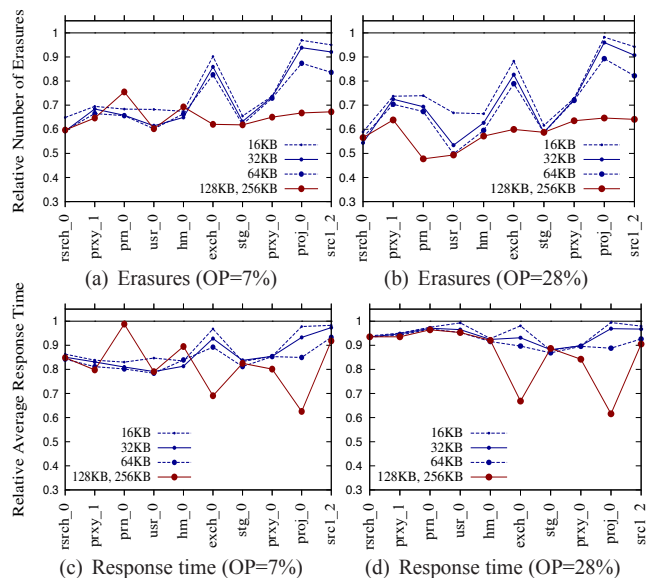 Relative Number of Erasures
1
0.9
0.8
0.7
0.6
0.5
0.4
0.3
16KB
32KB
64KB
128KB, 256KB
rsrch_0
prxy_1
prn_0
usr_0
hm_0
exch_0
stg_0
prxy_0
proj_0
src1_2
(a) Erasures (OP=7%)
1
0.9
0.8
0.7
0.6
0.5
0.4
0.3
16KB
32KB
64KB
128KB, 256KB
rsrch_0
prxy_1
prn_0
usr_0
hm_0
exch_0
stg_0
prxy_0
proj_0
src1_2
(b) Erasures (OP=28%)
Relative Average Response Time
1
0.9
0.8
0.7
0.6
0.5
0.4
0.3
16KB
32KB
64KB
128KB, 256KB
rsrch_0
prxy_1
prn_0
usr_0
hm_0
exch_0
stg_0
prxy_0
proj_0
src1_2
(c) Response time (OP=7%)
1
0.9
0.8
0.7
0.6
0.5
0.4
0.3
16KB
32KB
64KB
128KB, 256KB
rsrch_0
prxy_1
prn_0
usr_0
hm_0
exch_0
stg_0
prxy_0
proj_0
src1_2
(d) Response time (OP=28%)